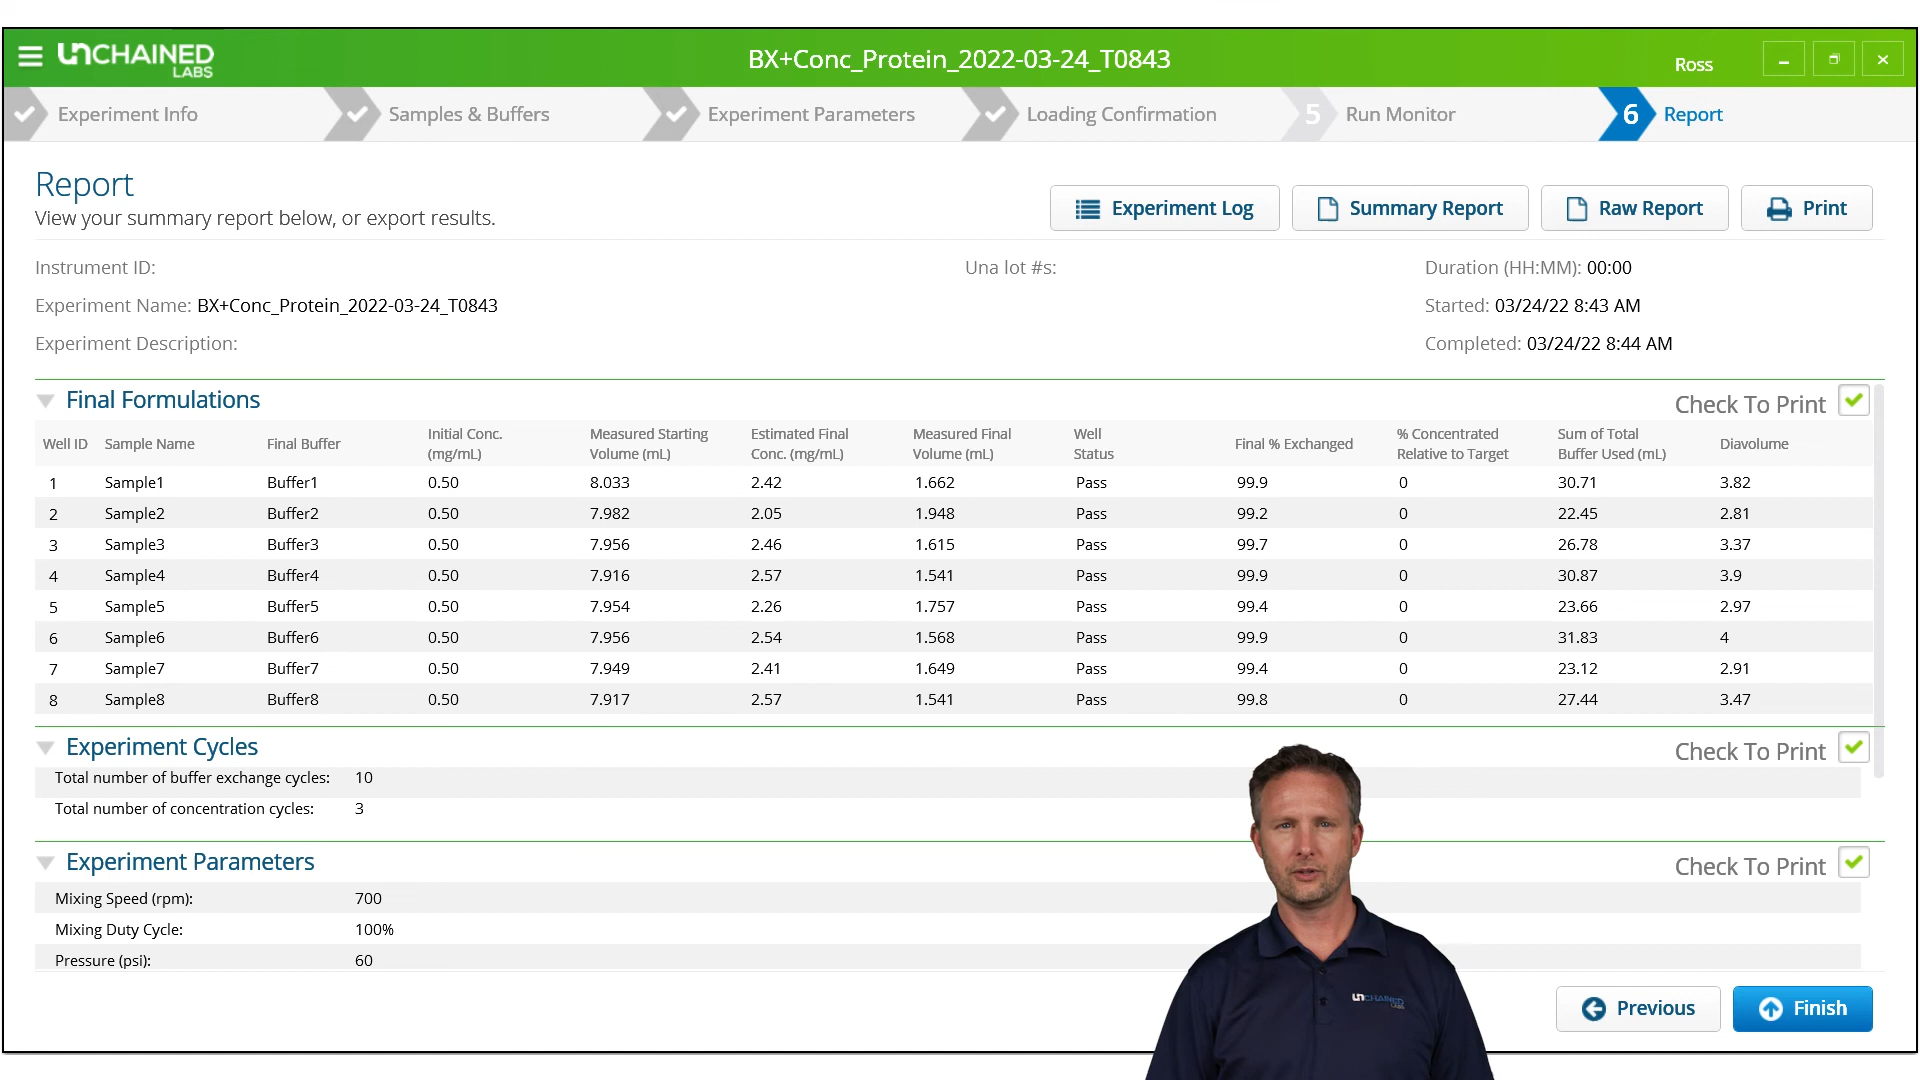 UNCHAINED LABS
BX+Conc_Protein_2022-03-24_T0843
Ross
Experiment Info
Samples & Buffers
Experiment Parameters
Loading Confirmation
5 Run Monitor
6 Report
Report
View your summary report below, or export results.
Experiment Log
Summary Report
Raw Report
Print
Instrument ID:
Una lot #s:
Duration (HH:MM): 00:00
Experiment Name: BX+Conc_Protein_2022-03-24_T0843
Started: 03/24/22 8:43 AM
Experiment Description:
Completed: 03/24/22 8:44 AM
Final Formulations
Check To Print
Well ID Sample Name Final Buffer Initial Conc. (mg/mL) Measured Starting Volume (mL) Estimated Final Conc. (mg/mL) Measured Final Volume (mL) Well Status Final % Exchanged % Concentrated Relative to Target Sum of Total Buffer Used (mL) Diavolume
1 Sample1 Buffer1 0.50 8.033 2.42 1.662 Pass 99.9 0 30.71 3.82
2 Sample2 Buffer2 0.50 7.982 2.05 1.948 Pass 99.2 0 22.45 2.81
3 Sample3 Buffer3 0.50 7.956 2.46 1.615 Pass 99.7 0 26.78 3.37
4 Sample4 Buffer4 0.50 7.916 2.57 1.541 Pass 99.9 0 30.87 3.9
5 Sample5 Buffer5 0.50 7.954 2.26 1.757 Pass 99.4 0 23.66 2.97
6 Sample6 Buffer6 0.50 7.956 2.54 1.568 Pass 99.9 0 31.83 4
7 Sample7 Buffer7 0.50 7.949 2.41 1.649 Pass 99.4 0 23.12 2.91
8 Sample8 Buffer8 0.50 7.917 2.57 1.541 Pass 99.8 0 27.44 3.47
Experiment Cycles
Check To Print
Total number of buffer exchange cycles: 10
Total number of concentration cycles: 3
Experiment Parameters
Check To Print
Mixing Speed (rpm): 700
Mixing Duty Cycle: 100%
Pressure (psi): 60
UNCHAINED LABS
Previous
Finish